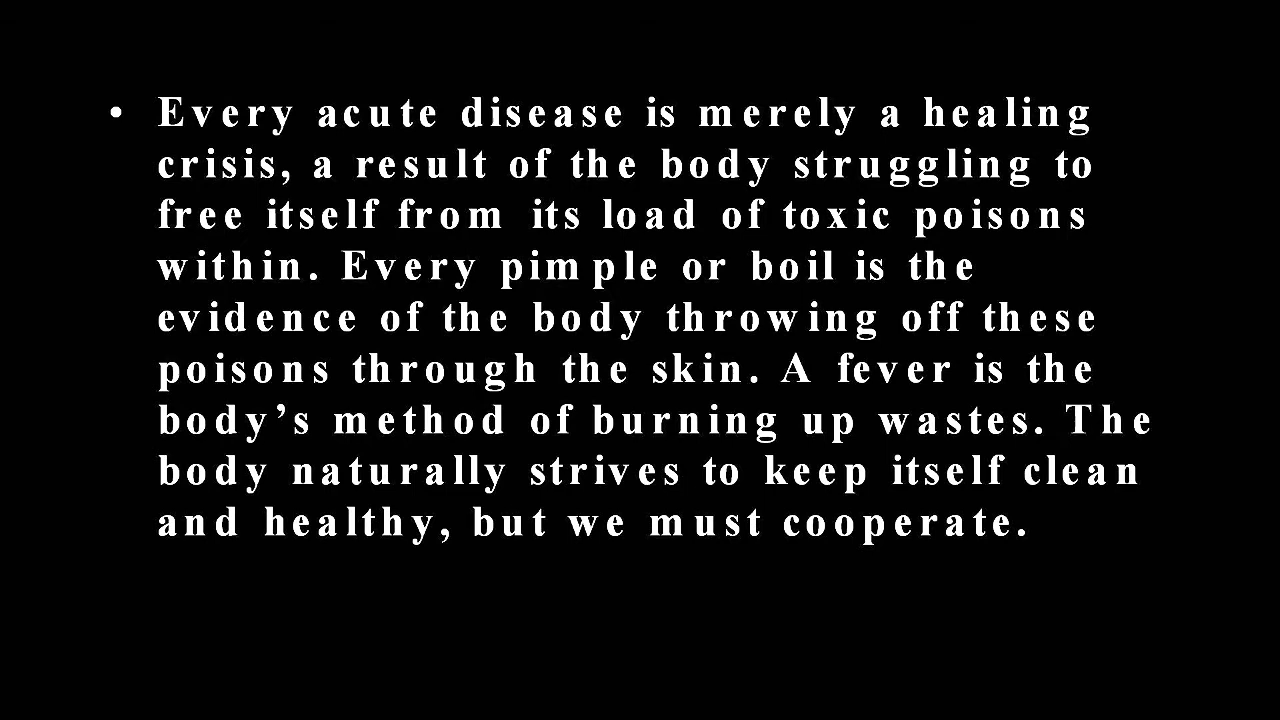 • Every acute disease is merely a healing
crisis, a result of the body struggling to
free itself from its load of toxic poisons
within. Every pimple or boil is the
evidence of the body throwing off these
poisons through the skin. A fever is the
body’s method of burning up wastes. The
body naturally strives to keep itself clean
and healthy, but we must cooperate.